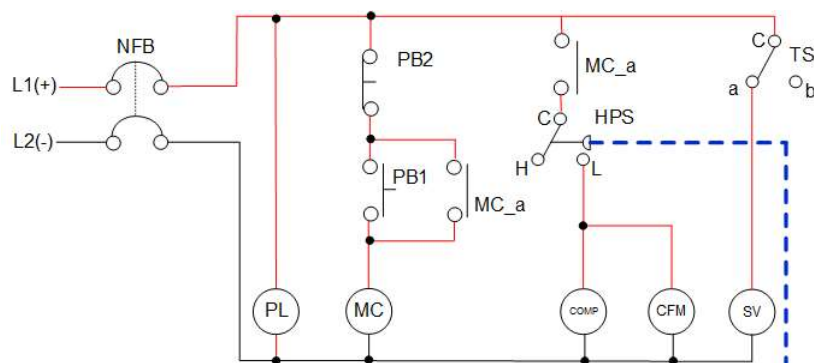 NFB
L1(+)
L2(-)
PB2
PB1
MC_a
MC_a
C
HPS
H
L
C
TS
a
b
PL
MC
COMP
CFM
SV